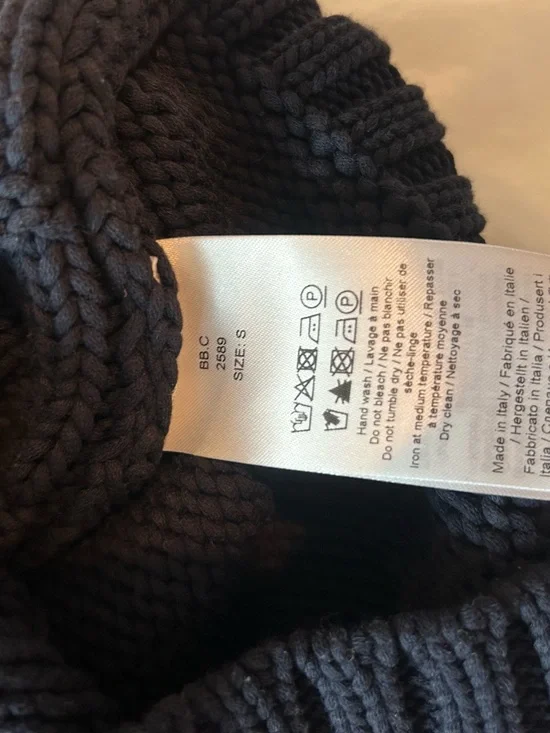 BB.C
2589
SIZE: S
P
P
Hand wash / Lavage à main
Do not bleach / Ne pas blanchir
Do not tumble dry / Ne pas utiliser de
sèche-linge
Iron at medium temperature / Repasser
à température moyenne
Dry clean / Nettoyage à sec
Made in Italy / Fabriqué en Italie
/ Hergestellt in Italien /
Fabbricato in Italia / Produsert i
Italia /